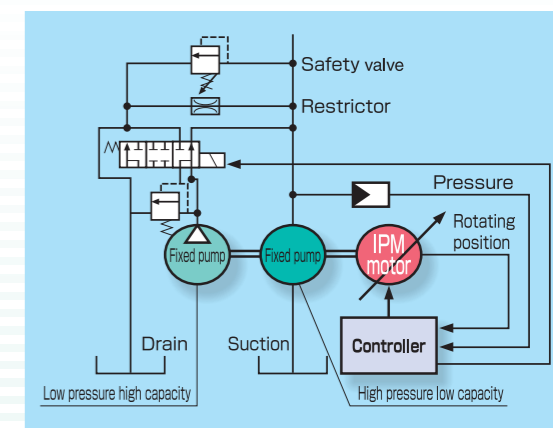 Safety valve
Restrictor
Pressure
Rotating
position
Fixed pump
Fixed pump
IPM
motor
Drain
Suction
Controller
Low pressure high capacity
High pressure low capacity